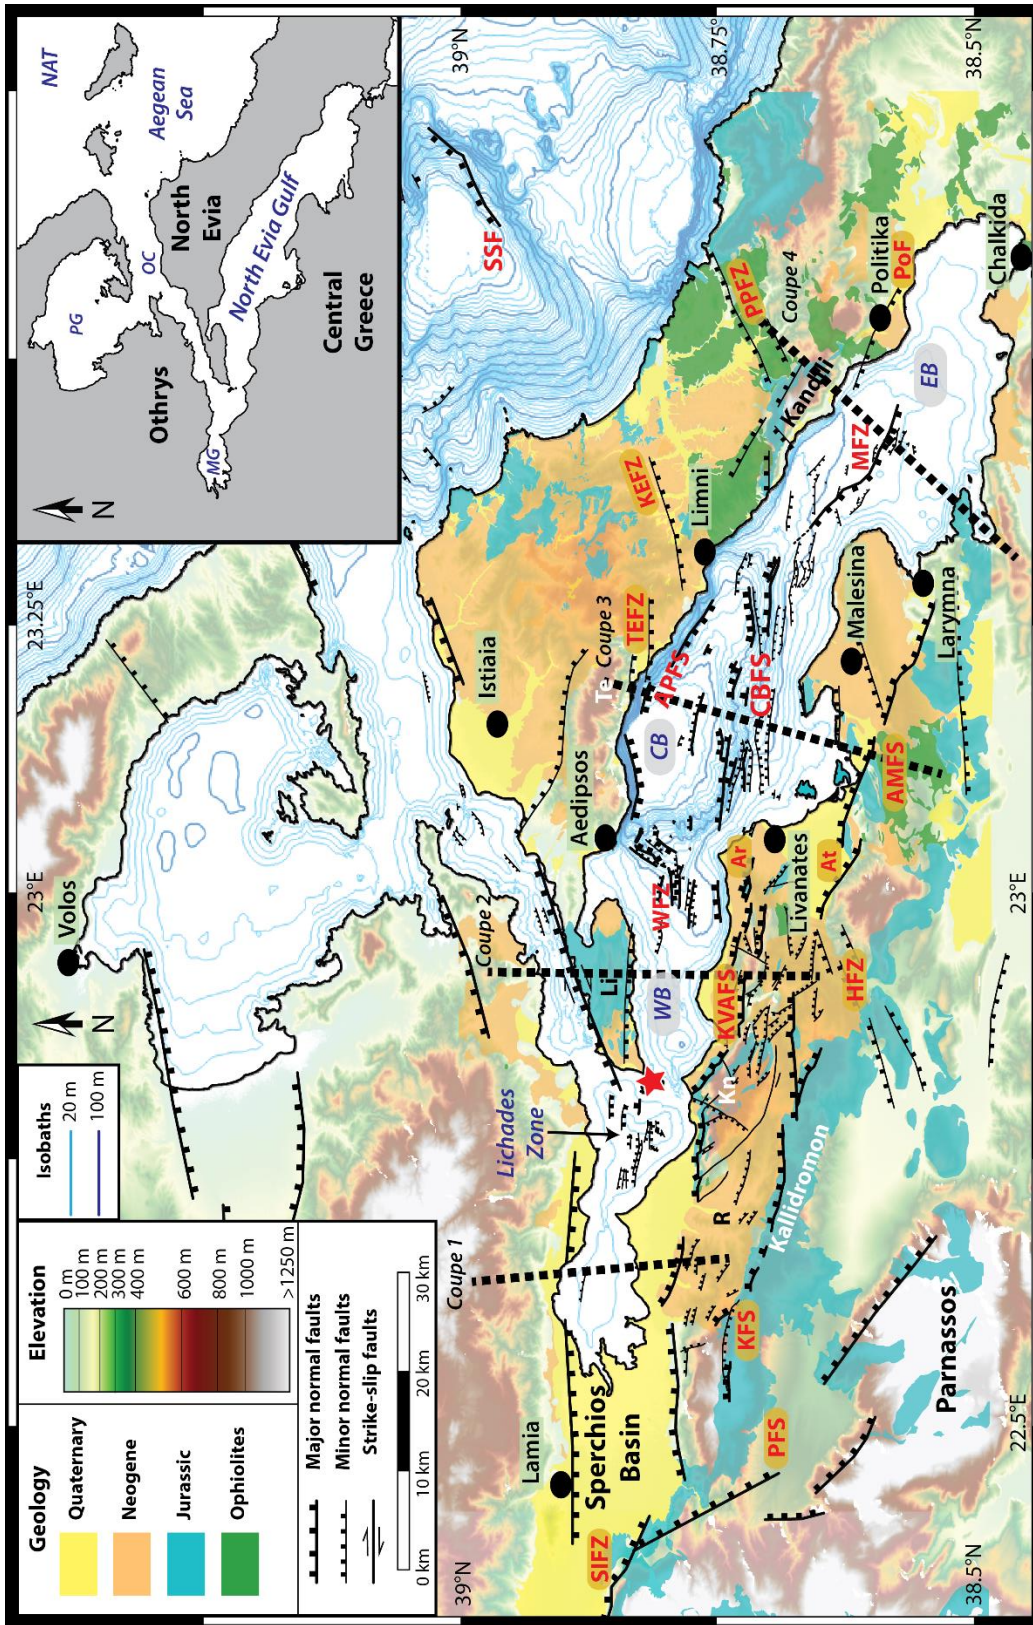 Geology
Quaternary
Neogene
Jurassic
Ophiolites
Elevation
0 m
100 m
200 m
300 m
400 m
600 m
800 m
1000 m
>1250 m
Isobaths
20 m
100 m
Major normal faults
Minor normal faults
Strike-slip faults
0 km
10 km
20 km
30 km
N
Volos
23°E
23.25°E
N
PG
NAT
Aegean
Sea
OC
Othrys
North
Evia
MG
North Evia Gulf
Central
Greece
39°N
39°N
Coupe 1
Coupe 2
Lichades
Zone
Istiaia
SSF
Lamia
Sperchios
Basin
SIFZ
Li
Aedipsos
Te
Coupe 3
TEFZ
KEFZ
Limni
PPFZ
Coupe 4
38.75°
WB
WFZ
CB
APFS
Kandili
Politika
PoF
R
Kn
KVAFS
Ar
CBFS
MFZ
EB
Livanates
Malesina
Chalkida
KFS
Kallidromon
HFZ
At
AMFS
Larymna
PFS
Parnassos
38.5°N
38.5°N
22.5°E
23°E